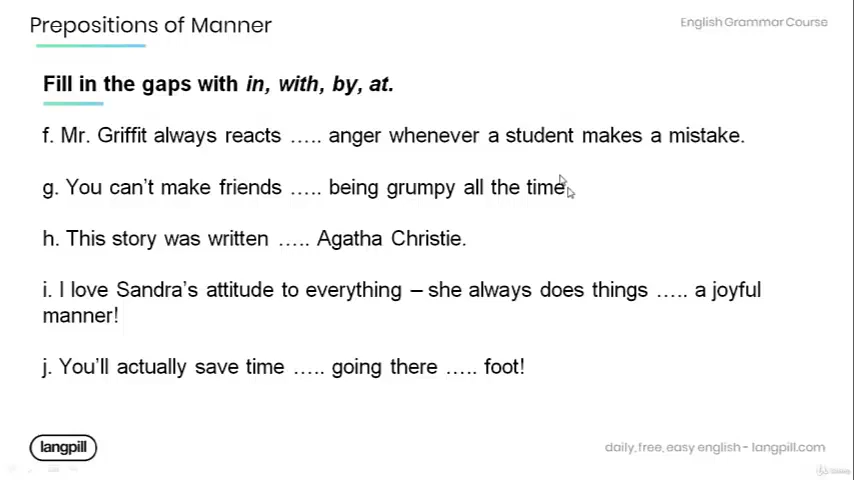 Prepositions of Manner
English Grammar Course
Fill in the gaps with in, with, by, at.
f. Mr. Griffit always reacts ….. anger whenever a student makes a mistake.
g. You can’t make friends ….. being grumpy all the time
h. This story was written ….. Agatha Christie.
i. I love Sandra’s attitude to everything – she always does things ….. a joyful
manner!
j. You’ll actually save time ….. going there ….. foot!
langpill
daily, free, easy english - langpill.com